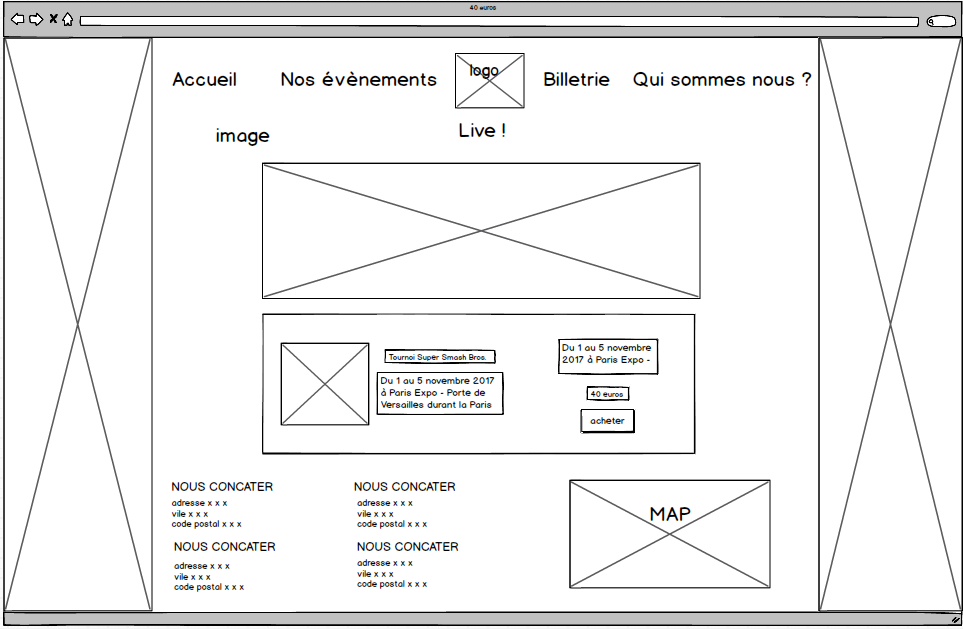 40 euros
Accueil
Nos évènements
logo
Billetrie
Qui sommes nous ?
Live !
image
Tournoi Super Smash Bros.
Du 1 au 5 novembre 2017
à Paris Expo - Porte de
Versailles durant la Paris
Du 1 au 5 novembre
2017 à Paris Expo -
40 euros
acheter
NOUS CONCATER
adresse x x x
vile x x x
code postal x x x
NOUS CONCATER
adresse x x x
vile x x x
code postal x x x
NOUS CONCATER
adresse x x x
vile x x x
code postal x x x
NOUS CONCATER
adresse x x x
vile x x x
code postal x x x
MAP